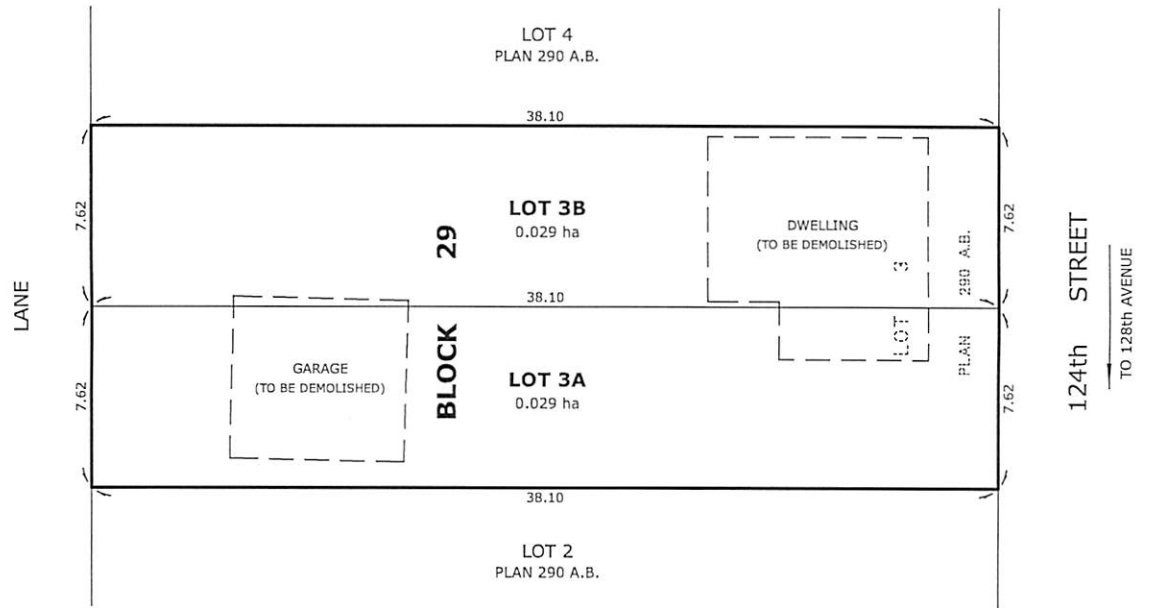 LOT 4
PLAN 290 A.B.
38.10
7.62
LOT 3B
0.029 ha
29
DWELLING
(TO BE DEMOLISHED)
7.62
LANE
38.10
BLOCK
LOT 3
PLAN 290 A.B.
124th STREET
TO 128th AVENUE
GARAGE
(TO BE DEMOLISHED)
7.62
LOT 3A
0.029 ha
7.62
38.10
LOT 2
PLAN 290 A.B.